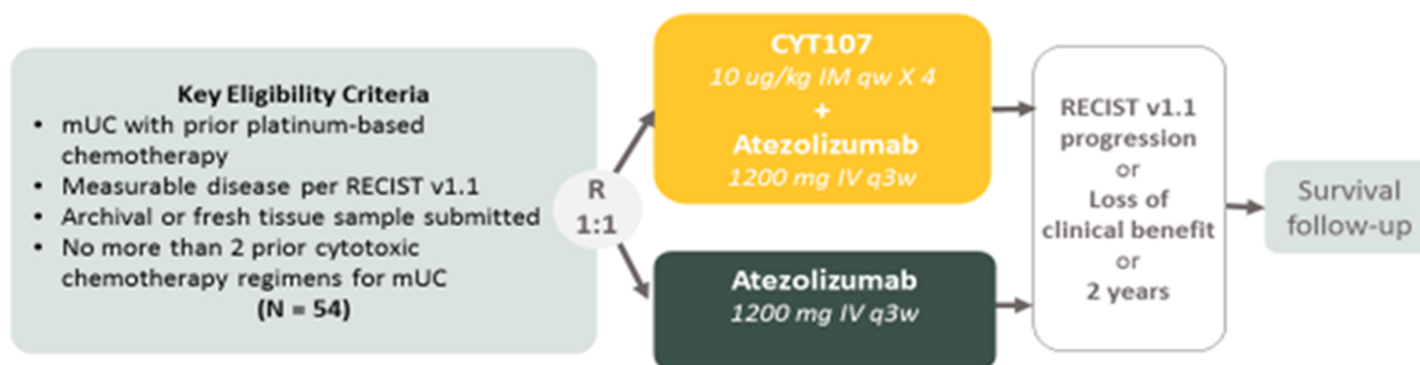 Key Eligibility Criteria
• mUC with prior platinum-based
chemotherapy
• Measurable disease per RECIST v1.1
• Archival or fresh tissue sample submitted
• No more than 2 prior cytotoxic
chemotherapy regimens for mUC
(N = 54)
R
1:1
CYT107
10 ug/kg IM qw X 4
+
Atezolizumab
1200 mg IV q3w
Atezolizumab
1200 mg IV q3w
RECIST v1.1
progression
or
Loss of
clinical benefit
or
2 years
Survival
follow-up